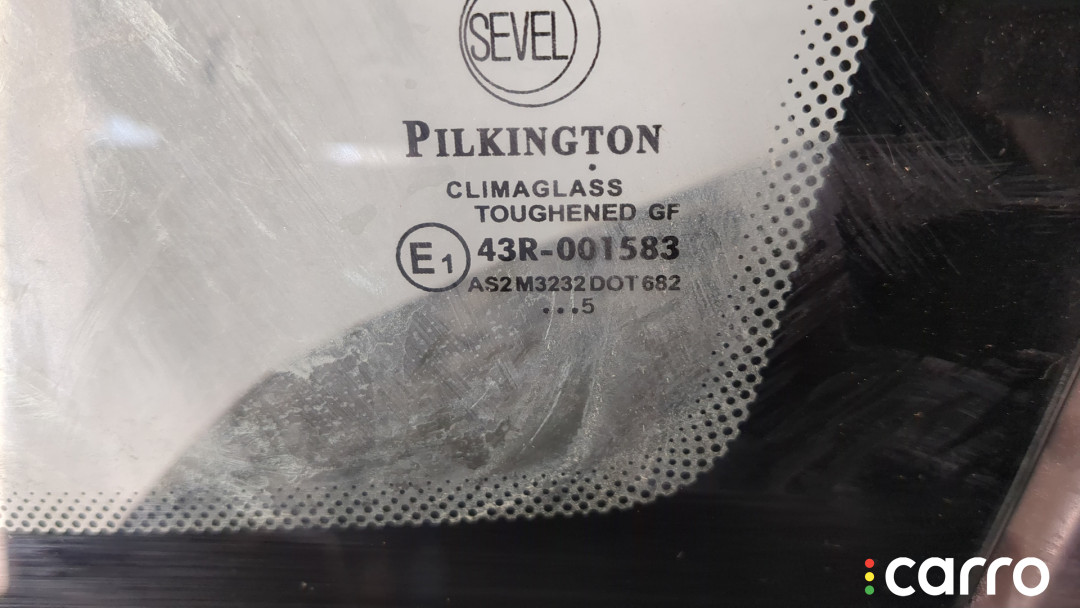 SEVEL
PILKINGTON
CLIMAGLASS
TOUGHENED GF
E1 43R-001583
AS2 M3232 DOT 682
...5
carro